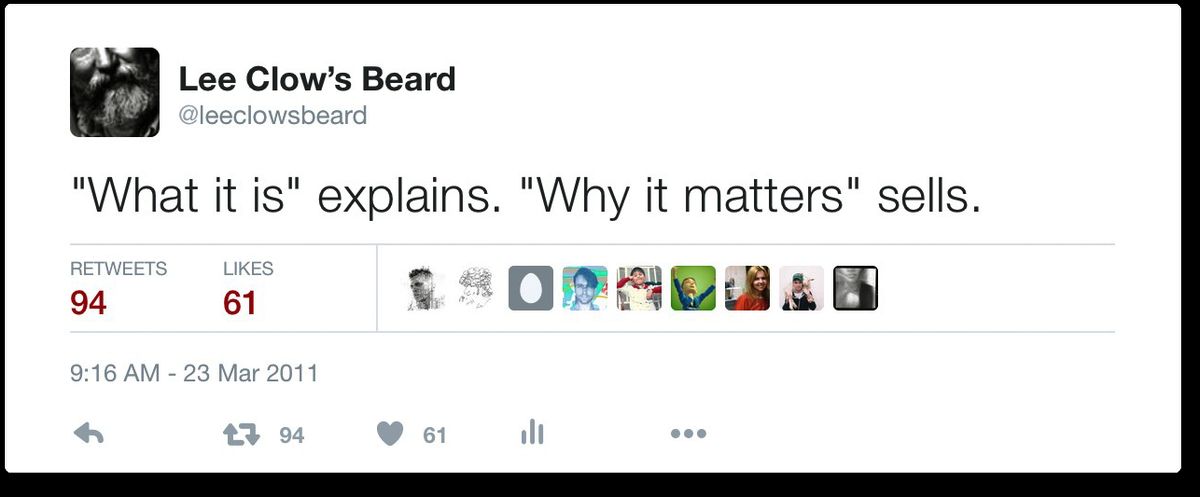 Lee Clow’s Beard
@leeclowsbeard
"What it is" explains. "Why it matters" sells.
RETWEETS LIKES
94 61
9:16 AM - 23 Mar 2011
94 61